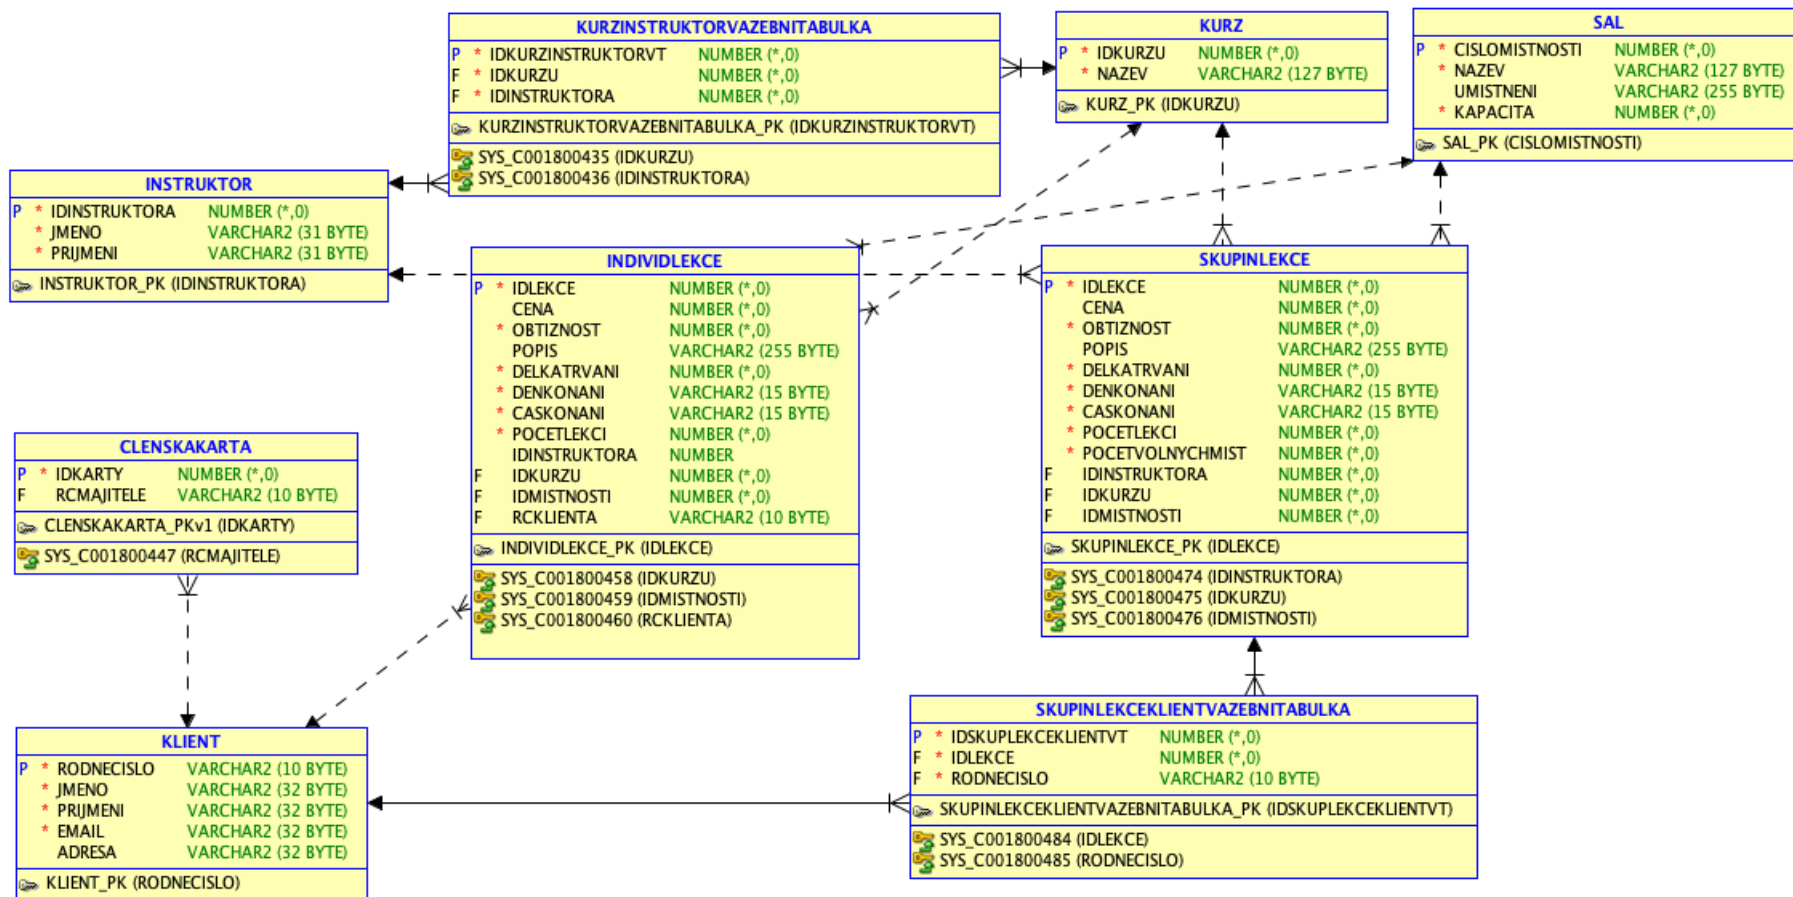 KURZINSTRUKTORVAZEBNITABULKA
P * IDKURZINSTRUKTORVT NUMBER (*,0)
F * IDKURZU NUMBER (*,0)
F * IDINSTRUKTORA NUMBER (*,0)
KURZINSTRUKTORVAZEBNITABULKA_PK (IDKURZINSTRUKTORVT)
SYS_C001800435 (IDKURZU)
SYS_C001800436 (IDINSTRUKTORA)
KURZ
P * IDKURZU NUMBER (*,0)
* NAZEV VARCHAR2 (127 BYTE)
KURZ_PK (IDKURZU)
SAL
P * CISLOMISTNOSTI NUMBER (*,0)
* NAZEV VARCHAR2 (127 BYTE)
UMISTNENI VARCHAR2 (255 BYTE)
* KAPACITA NUMBER (*,0)
SAL_PK (CISLOMISTNOSTI)
INSTRUKTOR
P * IDINSTRUKTORA NUMBER (*,0)
* JMENO VARCHAR2 (31 BYTE)
* PRIJMENI VARCHAR2 (31 BYTE)
INSTRUKTOR_PK (IDINSTRUKTORA)
INDIVIDLEKCE
P * IDLEKCE NUMBER (*,0)
CENA NUMBER (*,0)
* OBTIZNOST NUMBER (*,0)
POPIS VARCHAR2 (255 BYTE)
* DELKATRVANI NUMBER (*,0)
* DENKONANI VARCHAR2 (15 BYTE)
* CASKONANI VARCHAR2 (15 BYTE)
* POCETLEKCI NUMBER (*,0)
IDINSTRUKTORA NUMBER
F IDKURZU NUMBER (*,0)
F IDMISTNOSTI NUMBER (*,0)
F RCKLIENTA VARCHAR2 (10 BYTE)
INDIVIDLEKCE_PK (IDLEKCE)
SYS_C001800458 (IDKURZU)
SYS_C001800459 (IDMISTNOSTI)
SYS_C001800460 (RCKLIENTA)
SKUPINLEKCE
P * IDLEKCE NUMBER (*,0)
CENA NUMBER (*,0)
* OBTIZNOST NUMBER (*,0)
POPIS VARCHAR2 (255 BYTE)
* DELKATRVANI NUMBER (*,0)
* DENKONANI VARCHAR2 (15 BYTE)
* CASKONANI VARCHAR2 (15 BYTE)
* POCETLEKCI NUMBER (*,0)
* POCETVOLNYCHMIST NUMBER (*,0)
F IDINSTRUKTORA NUMBER (*,0)
F IDKURZU NUMBER (*,0)
F IDMISTNOSTI NUMBER (*,0)
SKUPINLEKCE_PK (IDLEKCE)
SYS_C001800474 (IDINSTRUKTORA)
SYS_C001800475 (IDKURZU)
SYS_C001800476 (IDMISTNOSTI)
CLENSKAKARTA
P * IDKARTY NUMBER (*,0)
F RCMAJITELE VARCHAR2 (10 BYTE)
CLENSKAKARTA_PKv1 (IDKARTY)
SYS_C001800447 (RCMAJITELE)
KLIENT
P * RODNECISLO VARCHAR2 (10 BYTE)
* JMENO VARCHAR2 (32 BYTE)
* PRIJMENI VARCHAR2 (32 BYTE)
* EMAIL VARCHAR2 (32 BYTE)
ADRESA VARCHAR2 (32 BYTE)
KLIENT_PK (RODNECISLO)
SKUPINLEKCEKLIENTVAZEBNITABULKA
P * IDSKUPLEKCEKLIENTVT NUMBER (*,0)
F * IDLEKCE NUMBER (*,0)
F * RODNECISLO VARCHAR2 (10 BYTE)
SKUPINLEKCEKLIENTVAZEBNITABULKA_PK (IDSKUPLEKCEKLIENTVT)
SYS_C001800484 (IDLEKCE)
SYS_C001800485 (RODNECISLO)